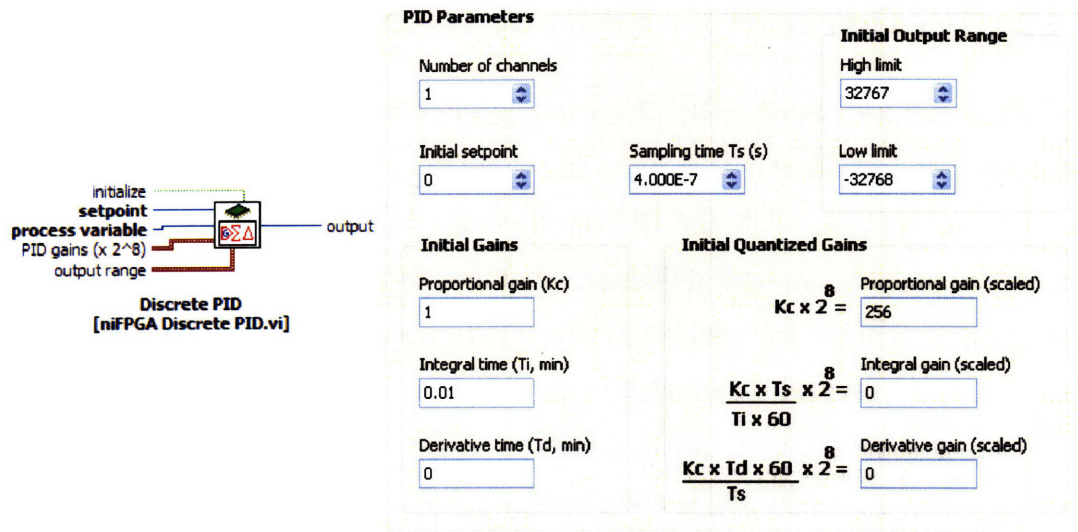 initialize
setpoint
process variable
PID gains (x 2^8)
output range
output
Discrete PID
[niFPGA Discrete PID.vi]
PID Parameters
Number of channels
1
Initial setpoint
0
Sampling time Ts (s)
4.000E-7
Initial Output Range
High limit
32767
Low limit
-32768
Initial Gains
Proportional gain (Kc)
1
Integral time (Ti, min)
0.01
Derivative time (Td, min)
0
Initial Quantized Gains
Proportional gain (scaled)
Kc x 2^8 =
256
Integral gain (scaled)
Kc x Ts x 2^8 =
Ti x 60
0
Derivative gain (scaled)
Kc x Td x 60 x 2^8 =
Ts
0